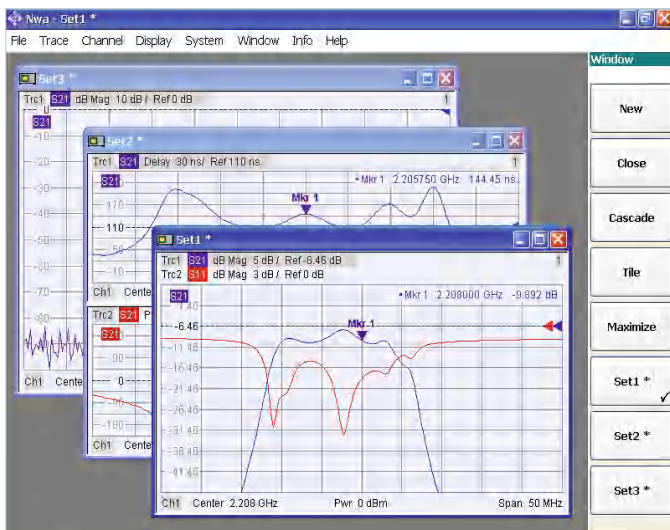 Nwa - Set1 *
File Trace Channel Display System Window Info Help
Window
New
Close
Cascade
Tile
Maximize
Set1 *
Set2 *
Set3 *
Set3 *
Trc1 S21 dB Mag 10 dB / Ref 0 dB 1
S21
-10
-20
-30
-40
-50
-60
-70
-80
Ch1 Cente
Set2 *
Trc1 S21 Delay 30 ns/ Ref 110 ns 1
S21
•Mkr 1 2.205750 GHz 144.45 ns
Mkr 1
170
110
50
-10
Ch1 Cente
Trc2 S21 P
S21
90
0
-90
-180
Ch1 Cente
Set1 *
Trc1 S21 dB Mag 5 dB / Ref -6.46 dB 1
Trc2 S11 dB Mag 3 dB / Ref 0 dB
S21
•Mkr 1 2.208000 GHz -9.892 dB
-1.46
Mkr 1
-6.46
-11.46
-16.46
-21.46
-26.46
-31.46
-36.46
-41.46
Ch1 Center 2.208 GHz Pwr 0 dBm Span 50 MHz